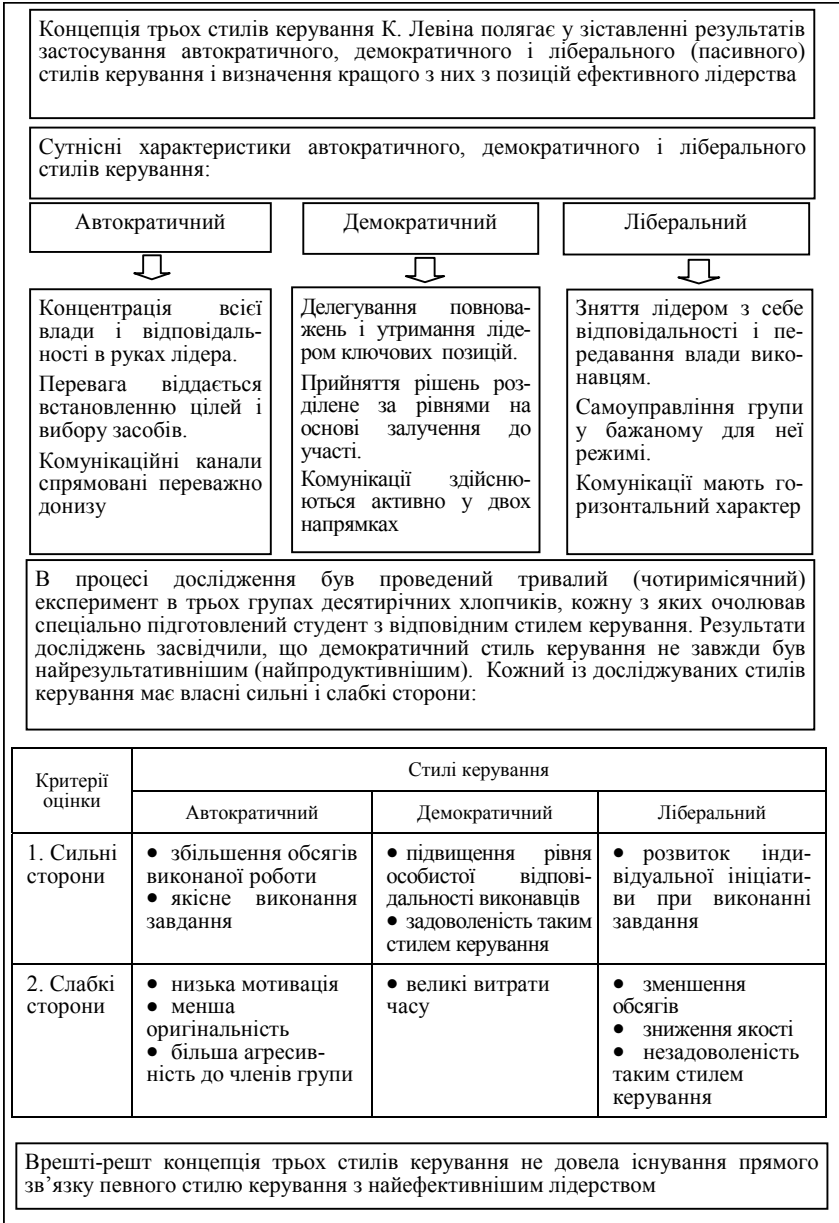 Концепція трьох стилів керування К. Левіна полягає у зіставленні результатів
застосування автократичного, демократичного і ліберального (пасивного)
стилів керування і визначення кращого з них з позицій ефективного лідерства
Сутнісні характеристики автократичного, демократичного і ліберального
стилів керування:
Автократичний
Демократичний
Ліберальний
Концентрація всієї
влади і відповідаль-
ності в руках лідера.
Перевага віддається
встановленню цілей і
вибору засобів.
Комунікаційні канали
спрямовані переважно
донизу
Делегування повнова-
жень і утримання ліде-
ром ключових позицій.
Прийняття рішень роз-
ділене за рівнями на
основі залучення до
участі.
Комунікації здійсню-
ються активно у двох
напрямках
Зняття лідером з себе
відповідальності і пе-
редавання влади вико-
навцям.
Самоуправління групи
у бажаному для неї
режимі.
Комунікації мають го-
ризонтальний характер
В процесі дослідження був проведений тривалий (чотиримісячний)
експеримент в трьох групах десятирічних хлопчиків, кожну з яких очолював
спеціально підготовлений студент з відповідним стилем керування. Результати
досліджень засвідчили, що демократичний стиль керування не завжди був
найрезультативнішим (найпродуктивнішим). Кожний із досліджуваних стилів
керування має власні сильні і слабкі сторони:
Критерії
оцінки
Стилі керування
Автократичний
Демократичний
Ліберальний
1. Сильні
сторони
• збільшення обсягів
виконаної роботи
• якісне виконання
завдання
• підвищення рівня
особистої відпові-
дальності виконавців
• задоволеність таким
стилем керування
• розвиток інди-
відуальної ініціати-
ви при виконанні
завдання
2. Слабкі
сторони
• низька мотивація
• менша
оригінальність
• більша агресив-
ність до членів групи
• великі витрати
часу
• зменшення
обсягів
• зниження якості
• незадоволеність
таким стилем
керування
Врешті-решт концепція трьох стилів керування не довела існування прямого
зв’язку певного стилю керування з найефективнішим лідерством